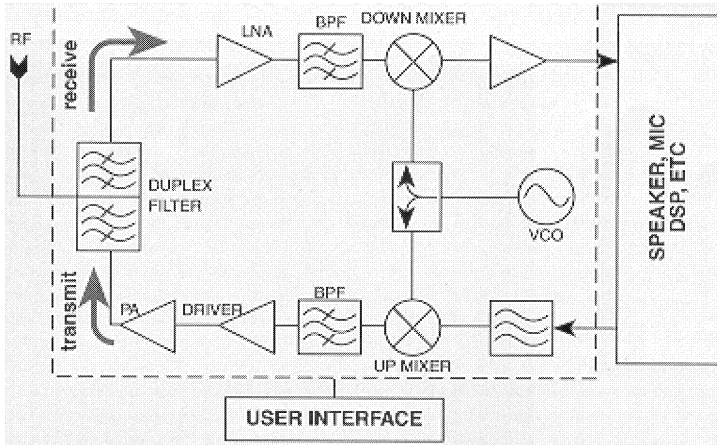 RF
receive
LNA
BPF
DOWN MIXER
DUPLEX
FILTER
VCO
SPEAKER, MIC
DSP, ETC
transmit
PA
DRIVER
BPF
UP MIXER
USER INTERFACE